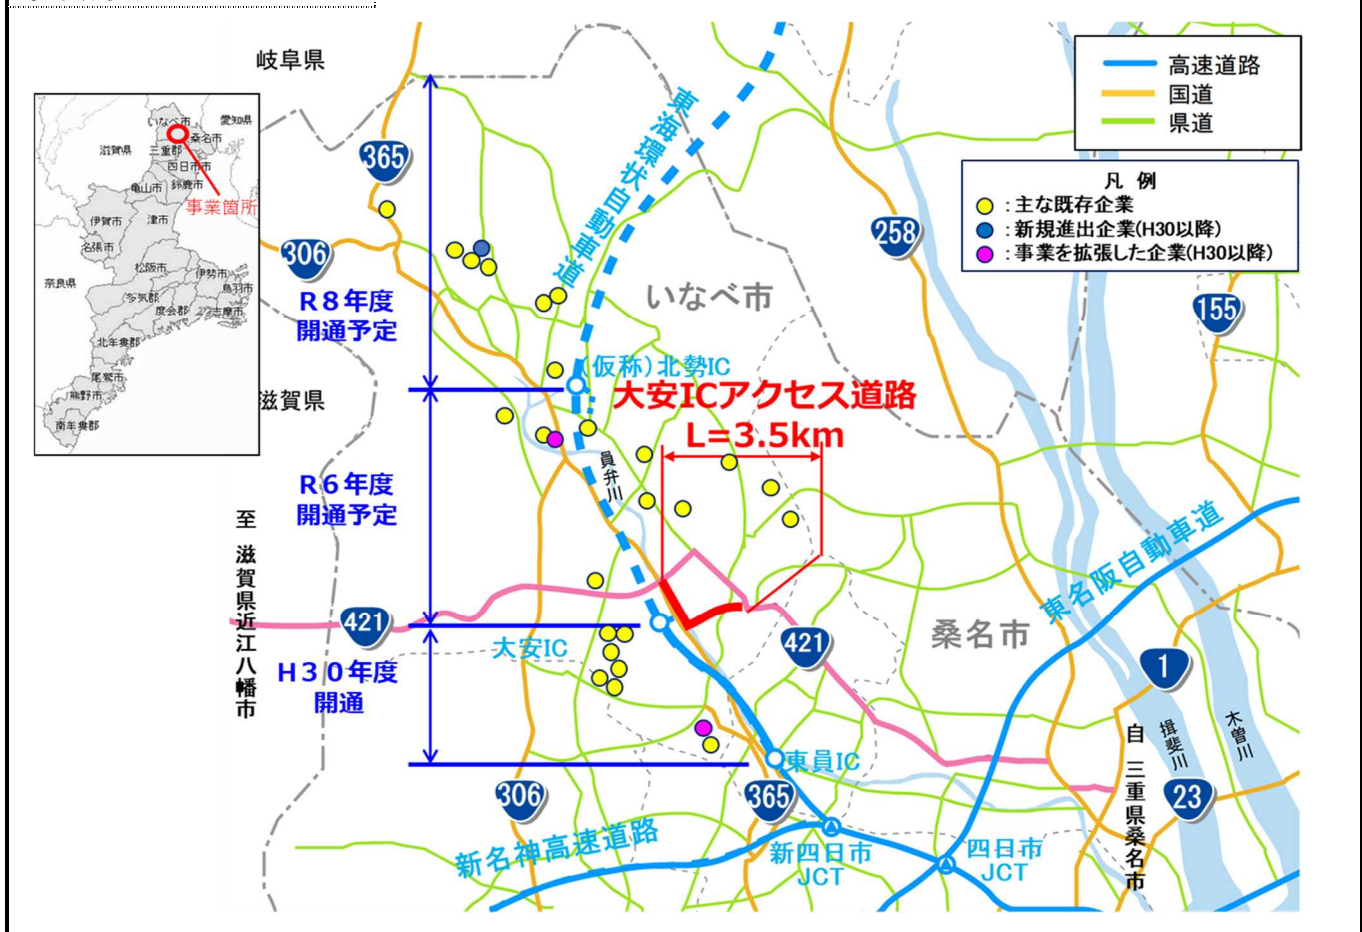 岐阜県
高速道路
国道
県道
凡 例
：主な既存企業
：新規進出企業(H30以降)
：事業を拡張した企業(H30以降)
いなべ市
愛知県
桑名市
滋賀県
三重郡
四日市市
亀山市
鈴鹿市
事業箇所
伊賀市
津市
名張市
松阪市
伊勢市
奈良県
鳥羽市
多気郡
度会郡
志摩市
北牟婁郡
尾鷲市
熊野市
南牟婁郡
365
306
258
155
東海環状自動車道
いなべ市
R8年度
開通予定
（仮称）北勢IC
滋賀県
大安ICアクセス道路
L=3.5km
員弁川
R6年度
開通予定
至 滋賀県近江八幡市
東名阪自動車道
421
421
桑名市
大安IC
H30年度
開通
1
揖斐川
木曽川
東員IC
自 三重県桑名市
306
365
23
新名神高速道路
新四日市
JCT
四日市
JCT